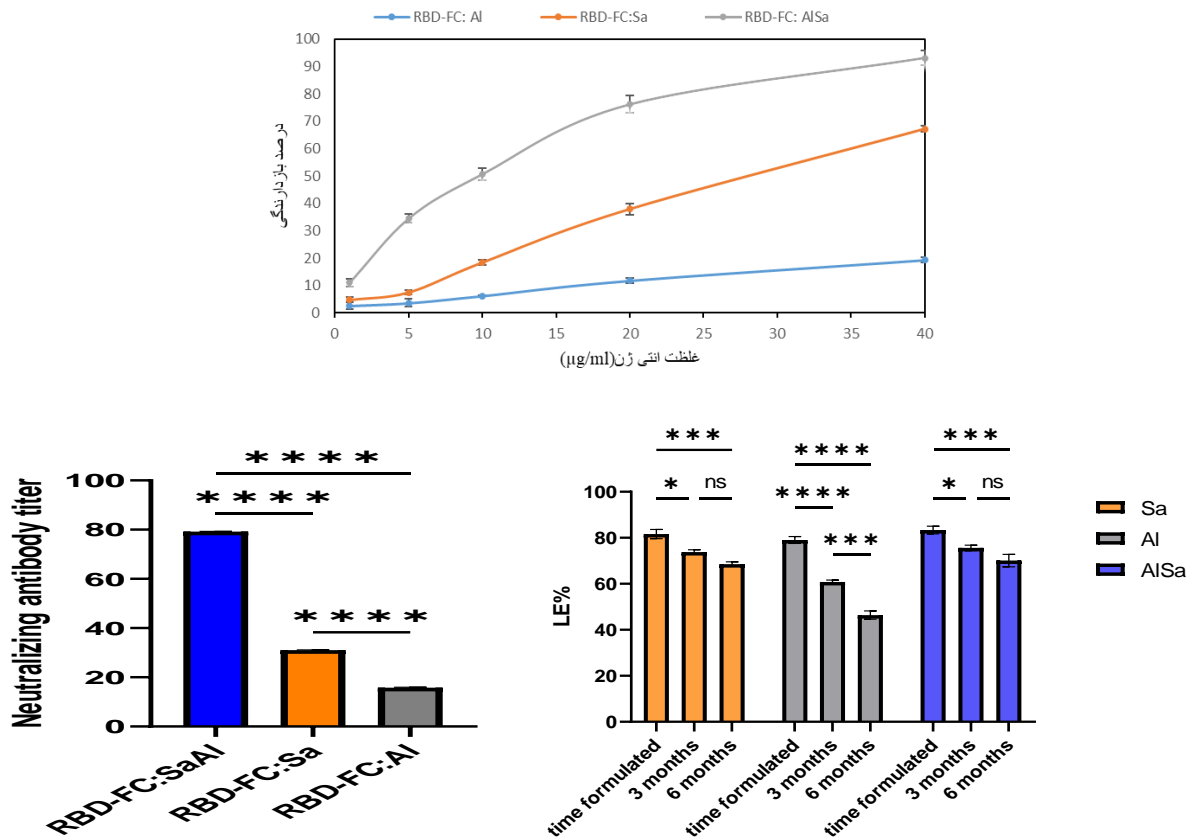 RBD-FC: Al
RBD-FC:Sa
RBD-FC: AlSa
100
90
80
70
60
50
40
30
20
10
0
درصد بازدارندگی
0 5 10 15 20 25 30 35 40
غلظت انتی ژن(µg/ml)
Neutralizing antibody titer
100
80
60
40
20
0
****
****
****
RBD-FC:SaAl
RBD-FC:Sa
RBD-FC:Al
LE%
100
80
60
40
20
0
***
* ns
****
****
***
***
* ns
time formulated
3 months
6 months
time formulated
3 months
6 months
time formulated
3 months
6 months
Sa
Al
AlSa